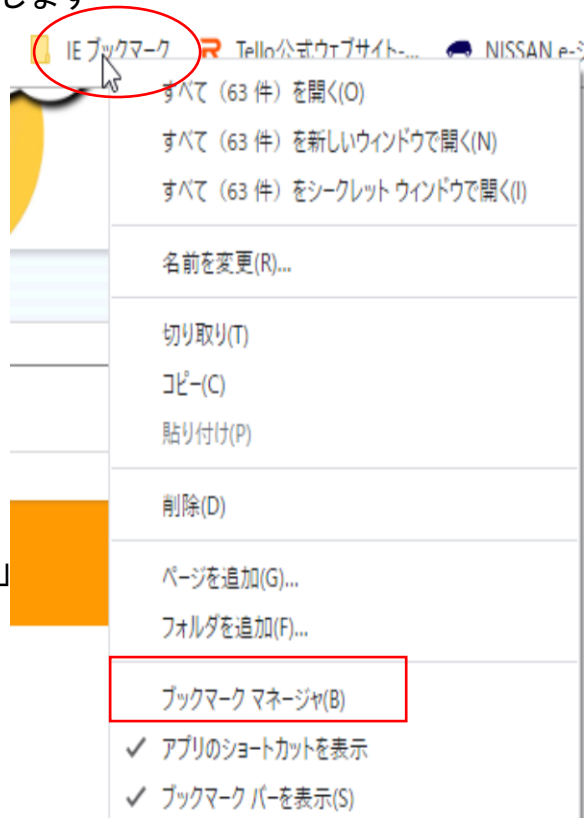 します
IE ブックマーク Tello公式ウェブサイト-... NISSAN e-シ
すべて（63 件）を開く(O)
すべて（63 件）を新しいウィンドウで開く(N)
すべて（63 件）をシークレット ウィンドウで開く(I)
名前を変更(R)...
切り取り(T)
コピー(C)
貼り付け(P)
削除(D)
」
ページを追加(G)...
フォルダを追加(F)...
ブックマーク マネージャ(B)
✓ アプリのショートカットを表示
✓ ブックマーク バーを表示(S)